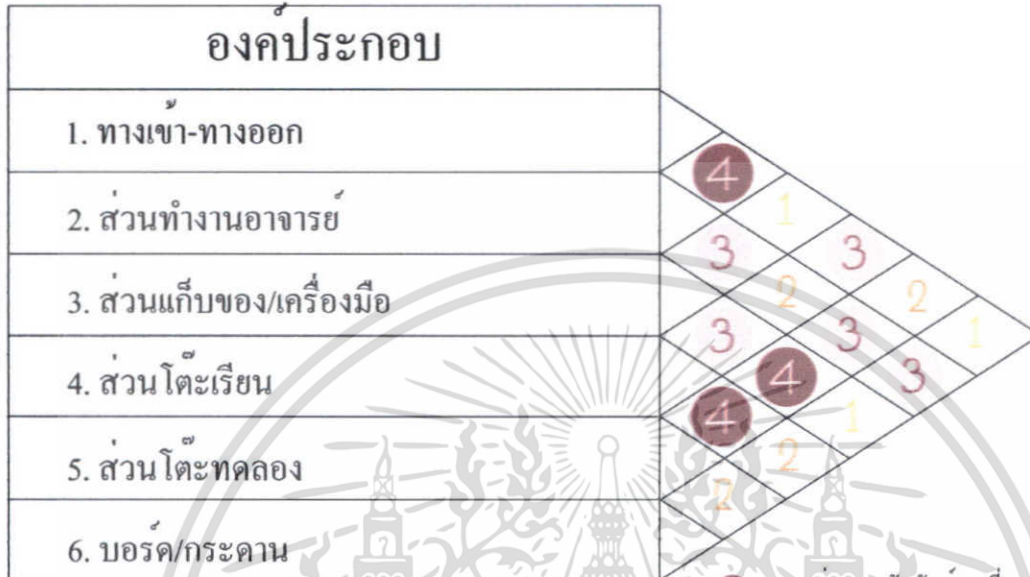 องค์ประกอบ
1. ทางเข้า-ทางออก
4
1
2. ส่วนทำงานอาจารย์
3
3
2
2
3. ส่วนแก็บของ/เครื่องมือ
3
3
1
4. ส่วนโต๊ะเรียน
4
3
4
1
5. ส่วนโต๊ะทดลอง
2
2
6. บอร์ด/กระดาน